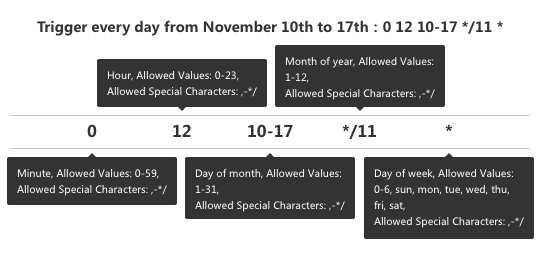 Trigger every day from November 10th to 17th : 0 12 10-17 */11 *
Hour, Allowed Values: 0-23,
Allowed Special Characters: ,-*/
Month of year, Allowed Values:
1-12,
Allowed Special Characters: ,-*/
0 12 10-17 */11 *
Minute, Allowed Values: 0-59,
Allowed Special Characters: ,-*/
Day of month, Allowed Values:
1-31,
Allowed Special Characters: ,-*/
Day of week, Allowed Values:
0-6, sun, mon, tue, wed, thu,
fri, sat,
Allowed Special Characters: ,-*/